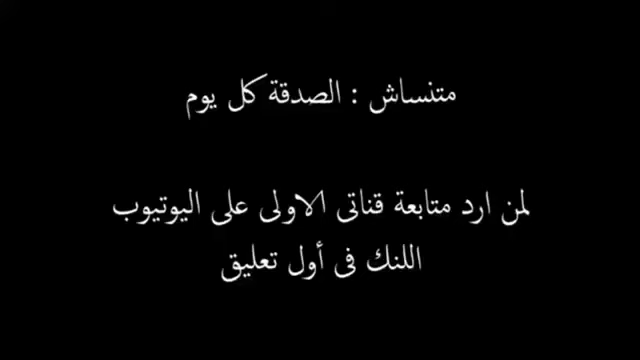 متنساش : الصدقة كل يوم
لمن ارد متابعة قناتى الاولى على اليوتيوب
اللنك فى أول تعليق